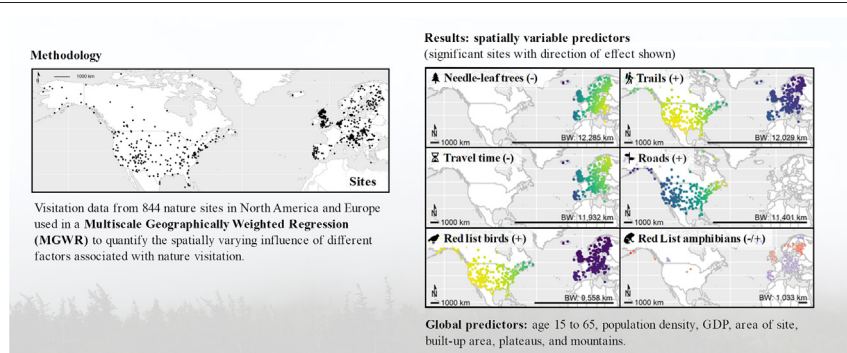 Methodology
N
1000 km
Sites
Visitation data from 844 nature sites in North America and Europe
used in a Multiscale Geographically Weighted Regression
(MGWR) to quantify the spatially varying influence of different
factors associated with nature visitation.
Results: spatially variable predictors
(significant sites with direction of effect shown)
Needle-leaf trees (-)
N
1000 km
BW: 12,285 km
Trails (+)
N
1000 km
BW: 12,029 km
Travel time (-)
N
1000 km
BW: 11,932 km
Roads (+)
N
1000 km
BW: 11,401 km
Red list birds (+)
N
1000 km
BW: 9,558 km
Red List amphibians (-/+)
N
1000 km
BW: 1,033 km
Global predictors: age 15 to 65, population density, GDP, area of site,
built-up area, plateaus, and mountains.